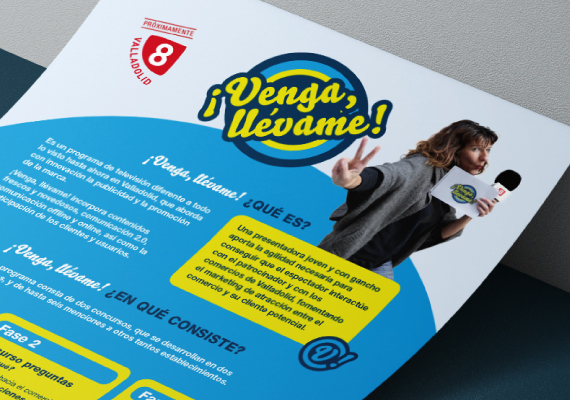 PRÓXIMAMENTE
8
VALLADOLID
¡Venga,
llévame!
¡Venga, llévame! ¿QUÉ ES?
Es un programa de televisión diferente a todo
lo visto hasta ahora en Valladolid, que aborda
con innovación la publicidad y la promoción
de la marca.
¡Venga, llévame! incorpora contenidos
frescos y novedosos, comunicación 2.0,
comunicación offline y online, así como la
participación de los clientes y usuarios.
Una presentadora joven y con gancho
aporta la agilidad necesaria para
conseguir que el espectador interactúe
con el patrocinador y con los
comercios de Valladolid, fomentando
el marketing de atracción entre el
comercio y su cliente potencial.
¡Venga, llévame! ¿EN QUÉ CONSISTE?
programa consta de dos concursos, que se desarrollan en dos
, y de hasta seis menciones a otros tantos establecimientos.
Fase 2
urso preguntas
qué?
hacia el comercio
Fase